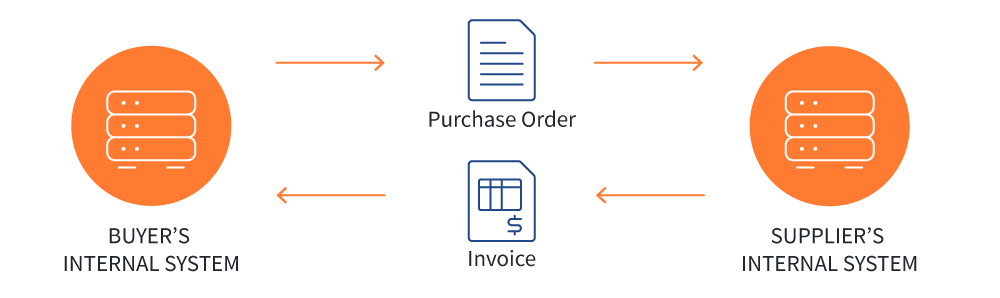 Purchase Order
Invoice
BUYER’S
INTERNAL SYSTEM
SUPPLIER’S
INTERNAL SYSTEM